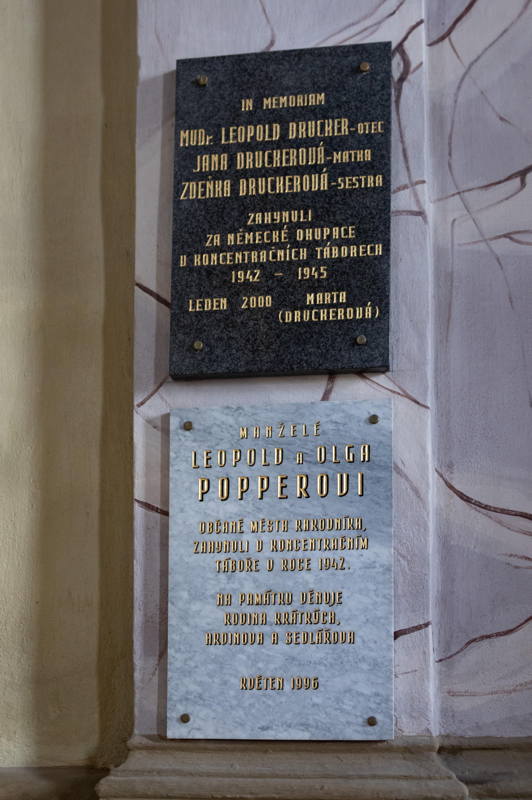 IN MEMORIAM
MUDr. LEOPOLD DRUCKER-OTEC
JANA DRUCKEROVÁ-MATKA
ZDEŇKA DRUCKEROVÁ-SESTRA
ZAHYNULI
ZA NĚMECKÉ OKUPACE
V KONCENTRAČNÍCH TÁBORECH
1942 - 1945
LEDEN 2000 MARTA
(DRUCKEROVÁ)
MANŽELÉ
LEOPOLD A OLGA
POPPEROVI
OBČANÉ MĚSTA RAKOVNÍKA,
ZAHYNULI V KONCENTRAČNÍM
TÁBOŘE V ROCE 1942.
NA PAMÁTKU VĚNUJE
RODINA KRÁTKÝCH,
SEDLÁŘOVA
KVĚTEN 1996